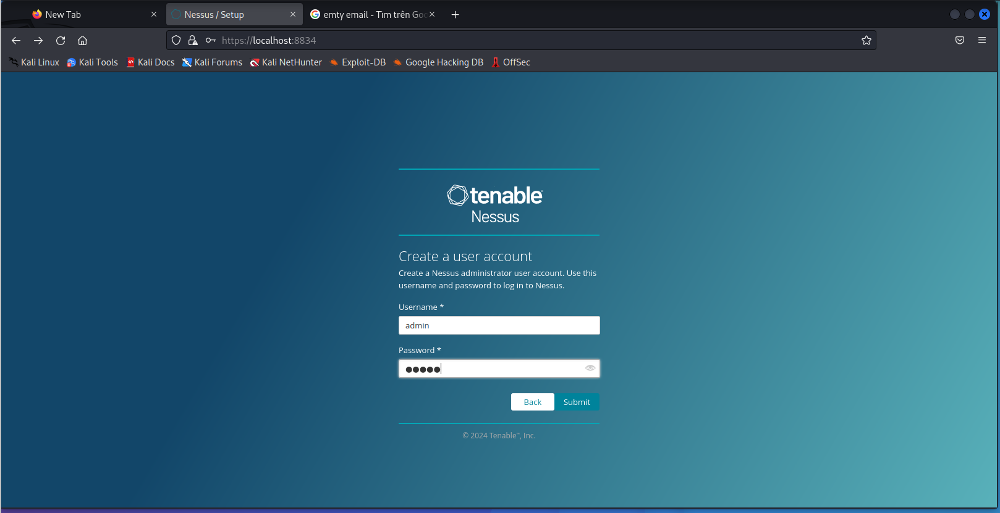 New Tab
Nessus / Setup
emty email - Tìm trên Goo
https://localhost:8834
Kali Linux
Kali Tools
Kali Docs
Kali Forums
Kali NetHunter
Exploit-DB
Google Hacking DB
OffSec
tenable
Nessus
Create a user account
Create a Nessus administrator user account. Use this
username and password to log in to Nessus.
Username *
admin
Password *
●●●●●
Back
Submit
© 2024 Tenable™, Inc.